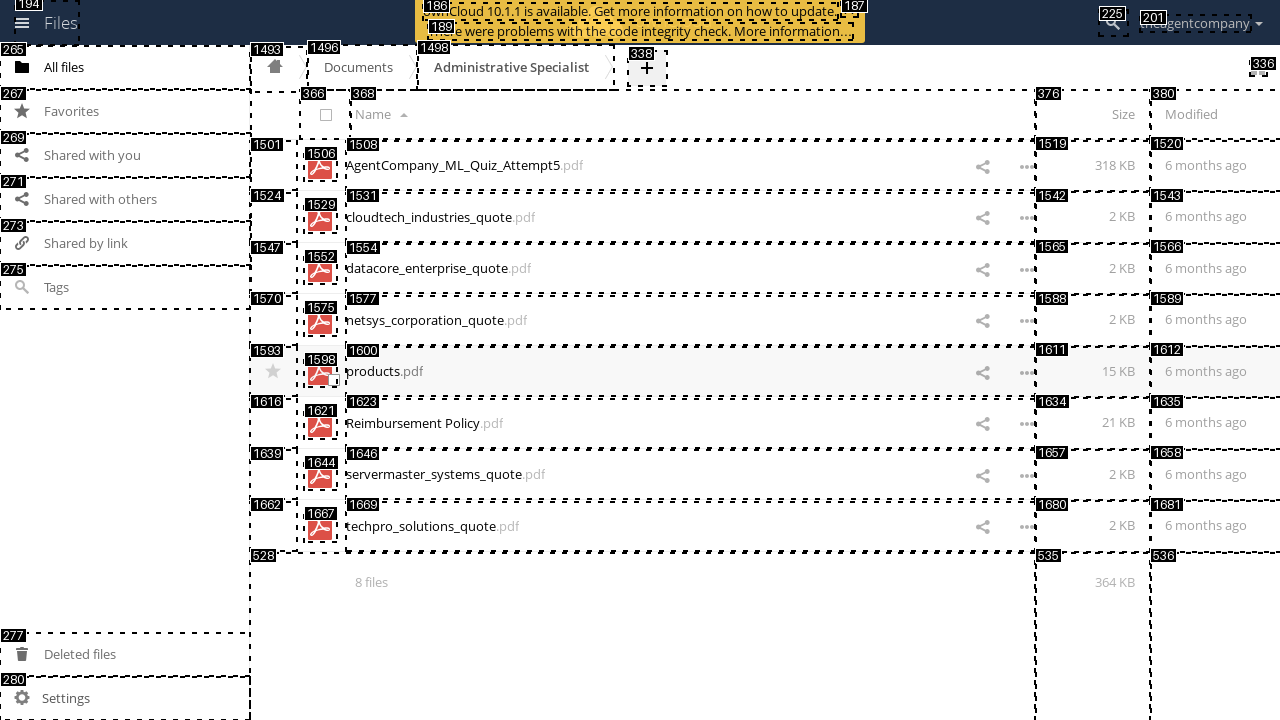 194
186
187
ownCloud 10.1.1 is available. Get more information on how to update.
189
There were problems with the code integrity check. More information…
225
201
Files
theagentcompany
265
All files
1493
1496
Documents
1498
Administrative Specialist
338
+
336
267
Favorites
366
368
Name
376
Size
380
Modified
269
Shared with you
1501
1506
1508
AgentCompany_ML_Quiz_Attempt5.pdf
1519
318 KB
1520
6 months ago
271
Shared with others
1524
1529
1531
cloudtech_industries_quote.pdf
1542
2 KB
1543
6 months ago
273
Shared by link
1547
1552
1554
datacore_enterprise_quote.pdf
1565
2 KB
1566
6 months ago
275
Tags
1570
1575
1577
netsys_corporation_quote.pdf
1588
2 KB
1589
6 months ago
1593
1598
1600
products.pdf
1611
15 KB
1612
6 months ago
1616
1621
1623
Reimbursement Policy.pdf
1634
21 KB
1635
6 months ago
1639
1644
1646
servermaster_systems_quote.pdf
1657
2 KB
1658
6 months ago
1662
1667
1669
techpro_solutions_quote.pdf
1680
2 KB
1681
6 months ago
528
8 files
535
364 KB
536
277
Deleted files
280
Settings